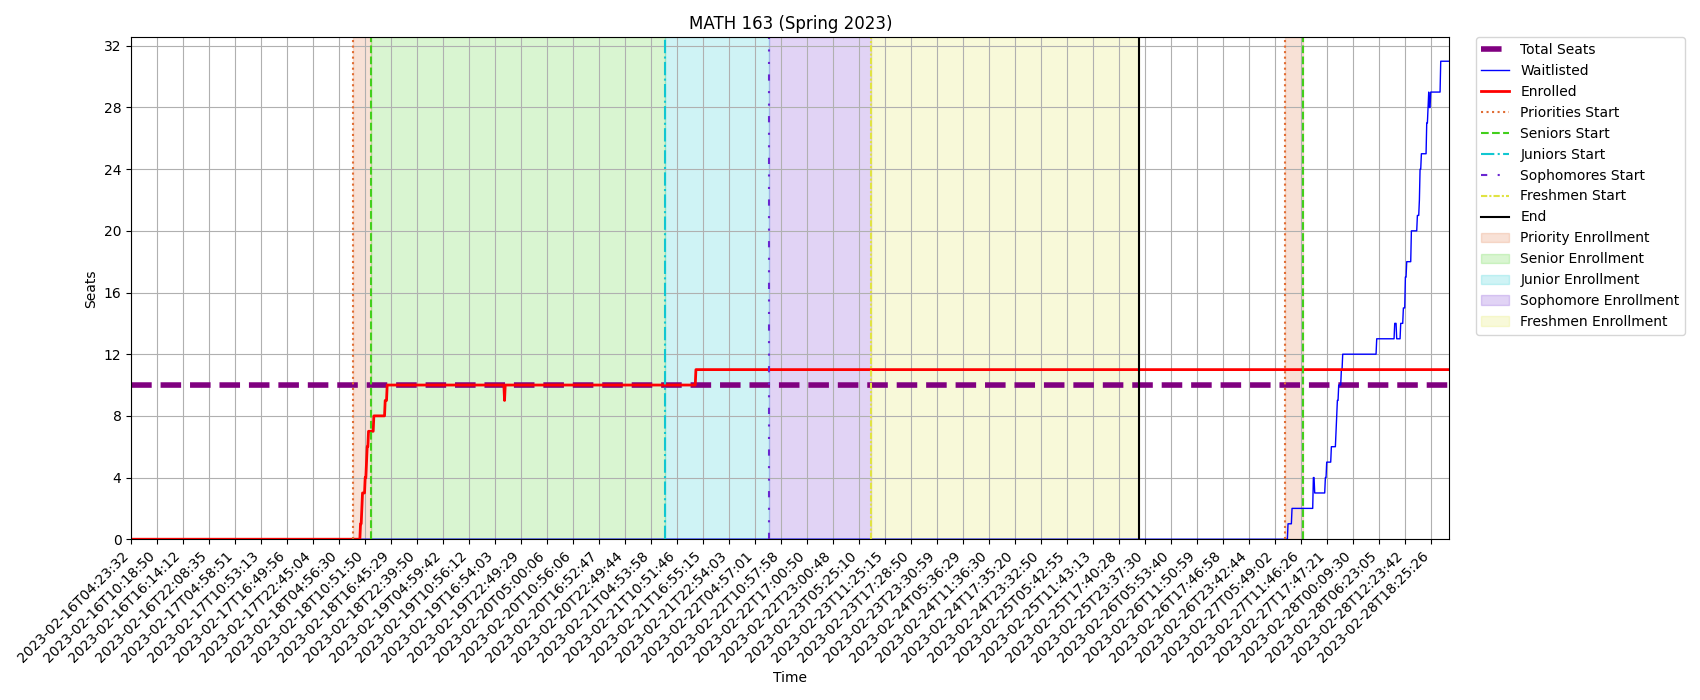 MATH 163 (Spring 2023)
Seats
32
28
24
20
16
12
8
4
0
2023-02-16T04:23:32
2023-02-16T10:18:50
2023-02-16T16:14:12
2023-02-16T22:08:35
2023-02-17T04:58:51
2023-02-17T10:53:13
2023-02-17T16:49:56
2023-02-17T22:45:04
2023-02-18T04:56:30
2023-02-18T10:51:50
2023-02-18T16:45:29
2023-02-18T22:39:50
2023-02-19T04:59:42
2023-02-19T10:56:12
2023-02-19T16:54:03
2023-02-19T22:49:29
2023-02-20T05:00:06
2023-02-20T10:56:06
2023-02-20T16:52:47
2023-02-20T22:49:44
2023-02-21T04:53:58
2023-02-21T10:51:46
2023-02-21T16:55:15
2023-02-21T22:54:03
2023-02-22T04:57:01
2023-02-22T10:57:58
2023-02-22T17:00:50
2023-02-22T23:00:48
2023-02-23T05:25:10
2023-02-23T11:25:15
2023-02-23T17:28:50
2023-02-23T23:30:59
2023-02-24T05:36:29
2023-02-24T11:36:30
2023-02-24T17:35:20
2023-02-24T23:32:50
2023-02-25T05:42:55
2023-02-25T11:43:13
2023-02-25T17:40:28
2023-02-25T23:37:30
2023-02-26T05:53:40
2023-02-26T11:50:59
2023-02-26T17:46:58
2023-02-26T23:42:44
2023-02-27T05:49:02
2023-02-27T11:46:26
2023-02-27T17:47:21
2023-02-28T00:09:30
2023-02-28T06:23:05
2023-02-28T12:23:42
2023-02-28T18:25:26
Time
Total Seats
Waitlisted
Enrolled
Priorities Start
Seniors Start
Juniors Start
Sophomores Start
Freshmen Start
End
Priority Enrollment
Senior Enrollment
Junior Enrollment
Sophomore Enrollment
Freshmen Enrollment